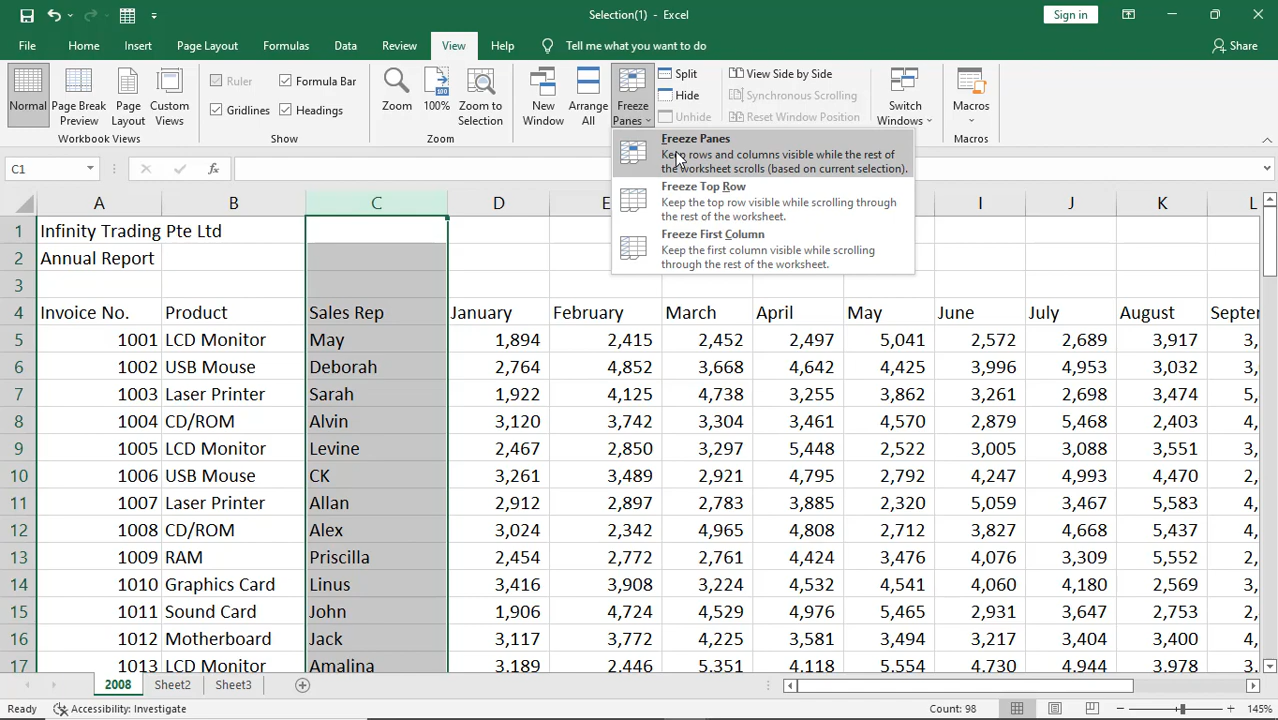 Selection(1) - Excel
Sign in
File Home Insert Page Layout Formulas Data Review View Help Tell me what you want to do Share
Normal
Page Break Preview
Page Layout
Custom Views
Workbook Views
Ruler Formula Bar
Gridlines Headings
Show
Zoom
100%
Zoom to Selection
Zoom
New Window
Arrange All
Freeze Panes
Split
Hide
Unhide
View Side by Side
Synchronous Scrolling
Reset Window Position
Switch Windows
Macros
Macros
Freeze Panes
Keep rows and columns visible while the rest of
the worksheet scrolls (based on current selection).
Freeze Top Row
Keep the top row visible while scrolling through
the rest of the worksheet.
Freeze First Column
Keep the first column visible while scrolling
through the rest of the worksheet.
C1 fx
A B C D E I J K L
1 Infinity Trading Pte Ltd
2 Annual Report
3
4 Invoice No. Product Sales Rep January February March April May June July August Septer
5 1001 LCD Monitor May 1,894 2,415 2,452 2,497 5,041 2,572 2,689 3,917 3,
6 1002 USB Mouse Deborah 2,764 4,852 3,668 4,642 4,425 3,996 4,953 3,032 3,
7 1003 Laser Printer Sarah 1,922 4,125 4,738 3,255 3,862 3,261 2,698 3,474 5,
8 1004 CD/ROM Alvin 3,120 3,742 3,304 3,461 4,570 2,879 5,468 2,403 4,
9 1005 LCD Monitor Levine 2,467 2,850 3,297 5,448 2,522 3,005 3,088 3,551 3,
10 1006 USB Mouse CK 3,261 3,489 2,921 4,795 2,792 4,247 4,993 4,470 2,
11 1007 Laser Printer Allan 2,912 2,897 2,783 3,885 2,320 5,059 3,467 5,583 4,
12 1008 CD/ROM Alex 3,024 2,342 4,965 4,808 2,712 3,827 4,668 5,437 4,
13 1009 RAM Priscilla 2,454 2,772 2,761 4,424 3,476 4,076 3,309 5,552 2,
14 1010 Graphics Card Linus 3,416 3,908 3,224 4,532 4,541 4,060 4,180 2,569 3,
15 1011 Sound Card John 1,906 4,724 4,529 4,976 5,465 2,931 3,647 2,753 2,
16 1012 Motherboard Jack 3,117 3,772 4,225 3,581 3,494 3,217 3,404 3,400 4,
17 1013 LCD Monitor Amalina 3,189 2,446 5,351 4,118 5,554 4,730 4,944 3,978 2,
2008 Sheet2 Sheet3
Ready Accessibility: Investigate Count: 98 145%